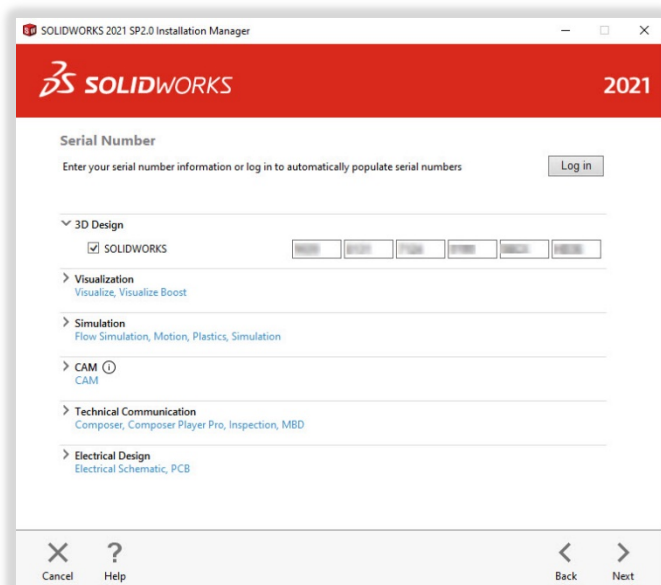 SOLIDWORKS 2021 SP2.0 Installation Manager
SOLIDWORKS 2021
Serial Number
Enter your serial number information or log in to automatically populate serial numbers Log in
3D Design
SOLIDWORKS
Visualization
Visualize, Visualize Boost
Simulation
Flow Simulation, Motion, Plastics, Simulation
CAM
CAM
Technical Communication
Composer, Composer Player Pro, Inspection, MBD
Electrical Design
Electrical Schematic, PCB
Cancel Help Back Next